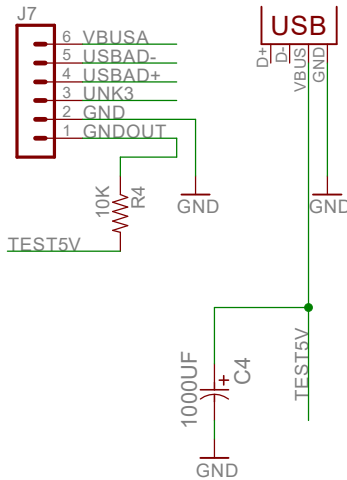 J7
6 VBUSA
5 USBAD-
4 USBAD+
3 UNK3
2 GND
1 GNDOUT
USB
D+
D-
VBUS
GND
10K
R4
GND
GND
TEST5V
1000UF
C4
TEST5V
GND